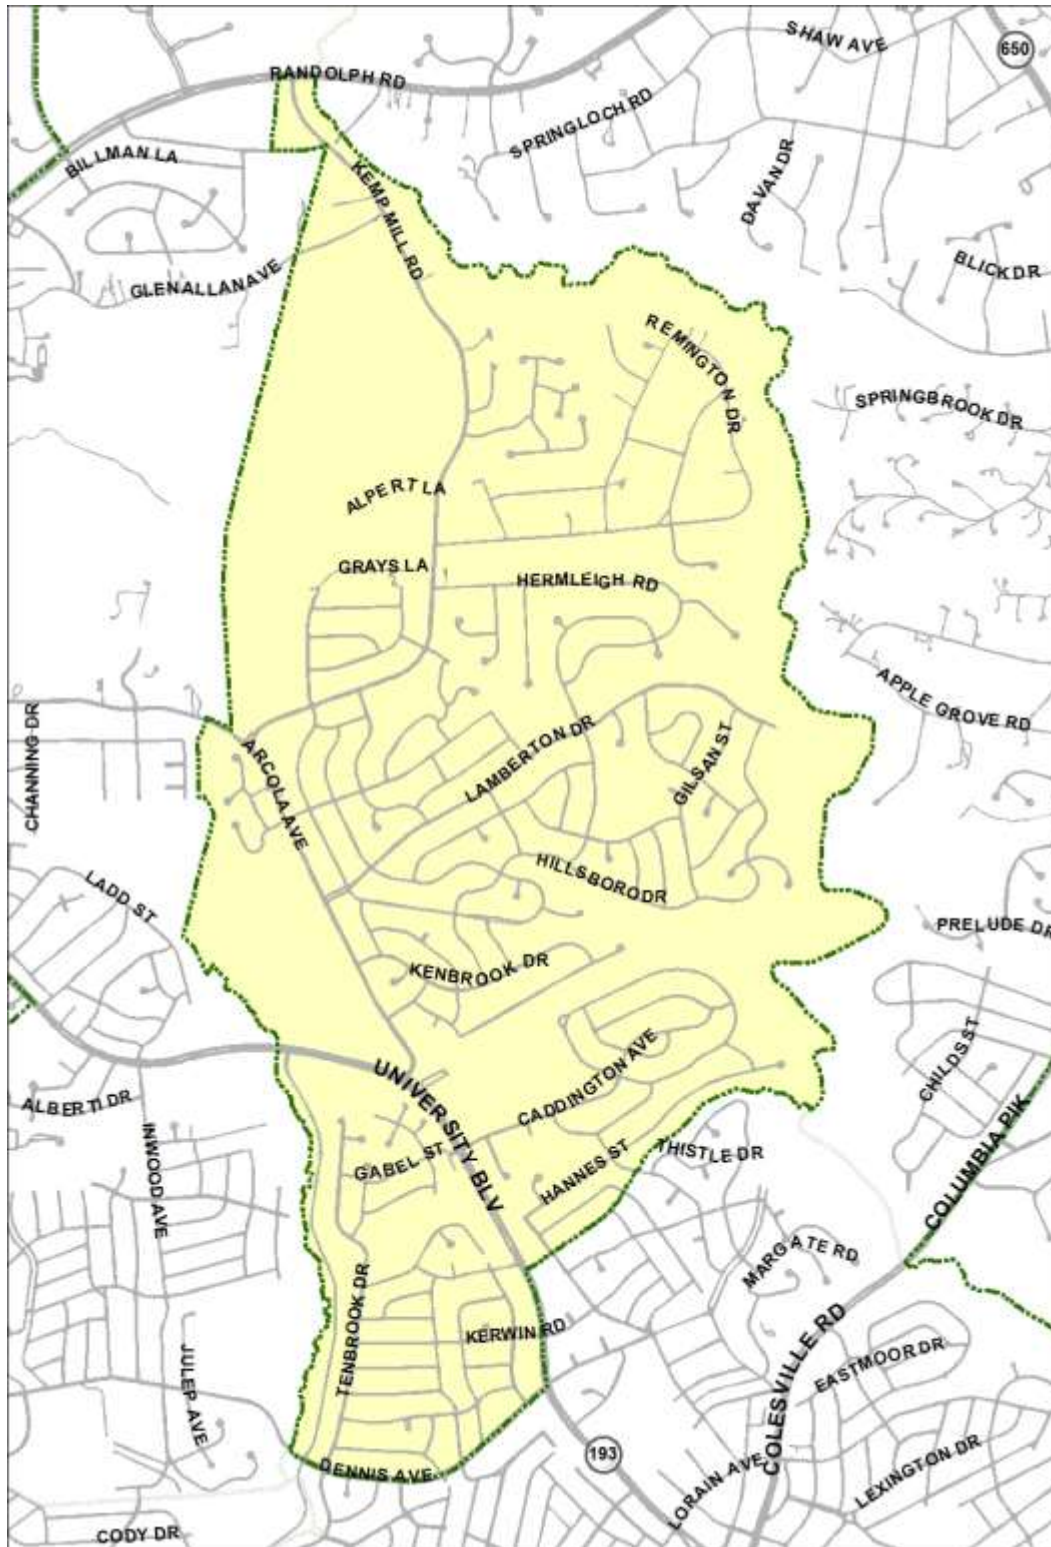 SHAW AVE
650
RANDOLPH RD
SPRINGLOCH RD
BILLMAN LA
DAVAN DR
KEMP MILL RD
BLICK DR
GLENALLAN AVE
REMINGTON DR
SPRINGBROOK DR
ALPERT LA
GRAYS LA
HERMLEIGH RD
APPLE GROVE RD
CHANNING DR
ARCOLA AVE
LAMBERTON DR
GILSAN ST
HILLSBORO DR
LADD ST
PRELUDE DR
KENBROOK DR
CHILDS ST
UNIVERSITY BLV
CADDINGTON AVE
ALBERTI DR
INWOOD AVE
GABEL ST
HANNES ST
THISTLE DR
COLUMBIA PIK
MARGATE RD
TENBROOK DR
KERWIN RD
JULEP AVE
EASTMOOR DR
COLESVILLE RD
193
DENNIS AVE
LORAIN AVE
LEXINGTON DR
CODY DR